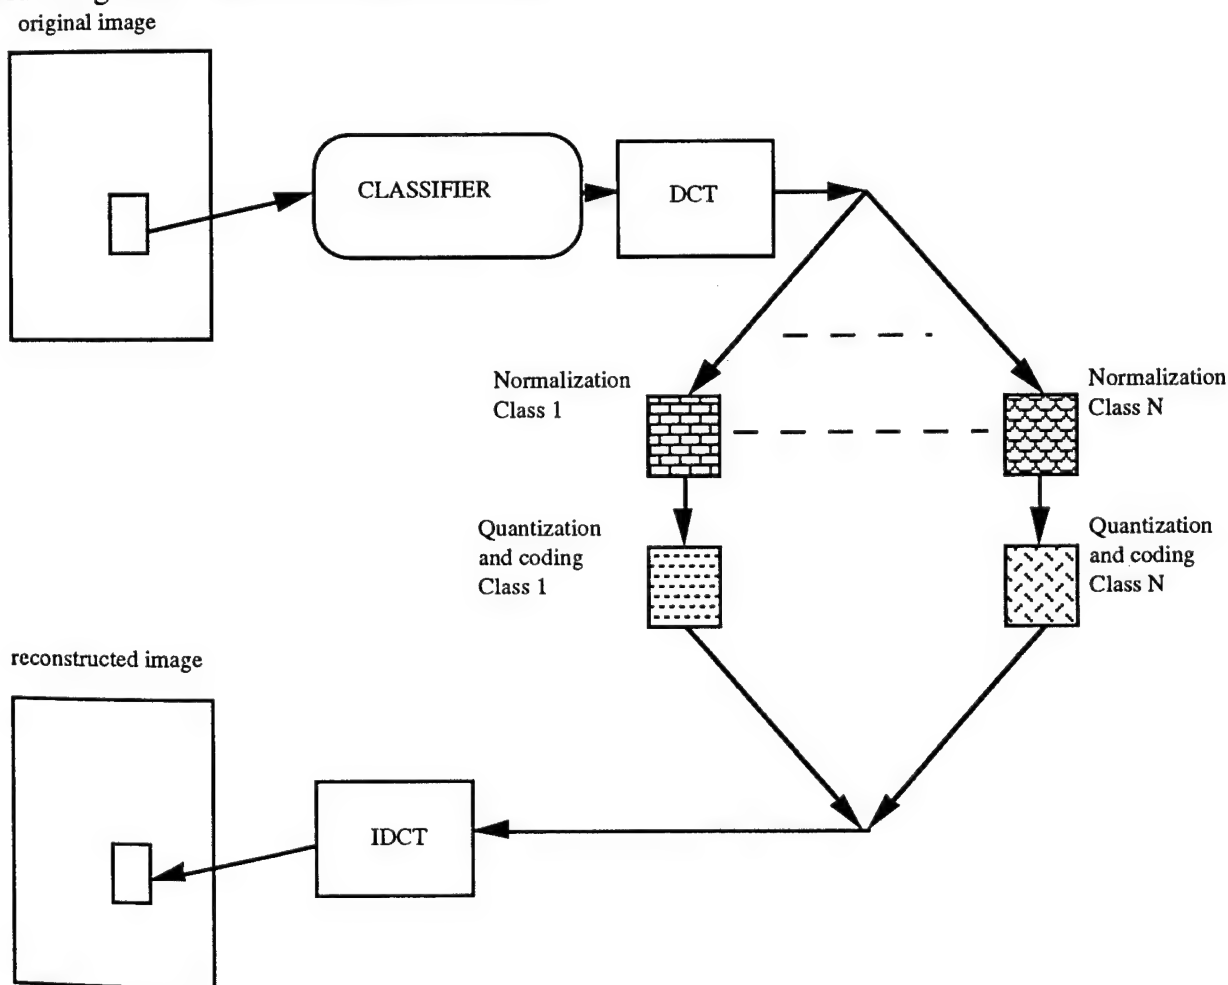 original image
CLASSIFIER
DCT
Normalization
Class 1
Normalization
Class N
Quantization
and coding
Class 1
Quantization
and coding
Class N
reconstructed image
IDCT